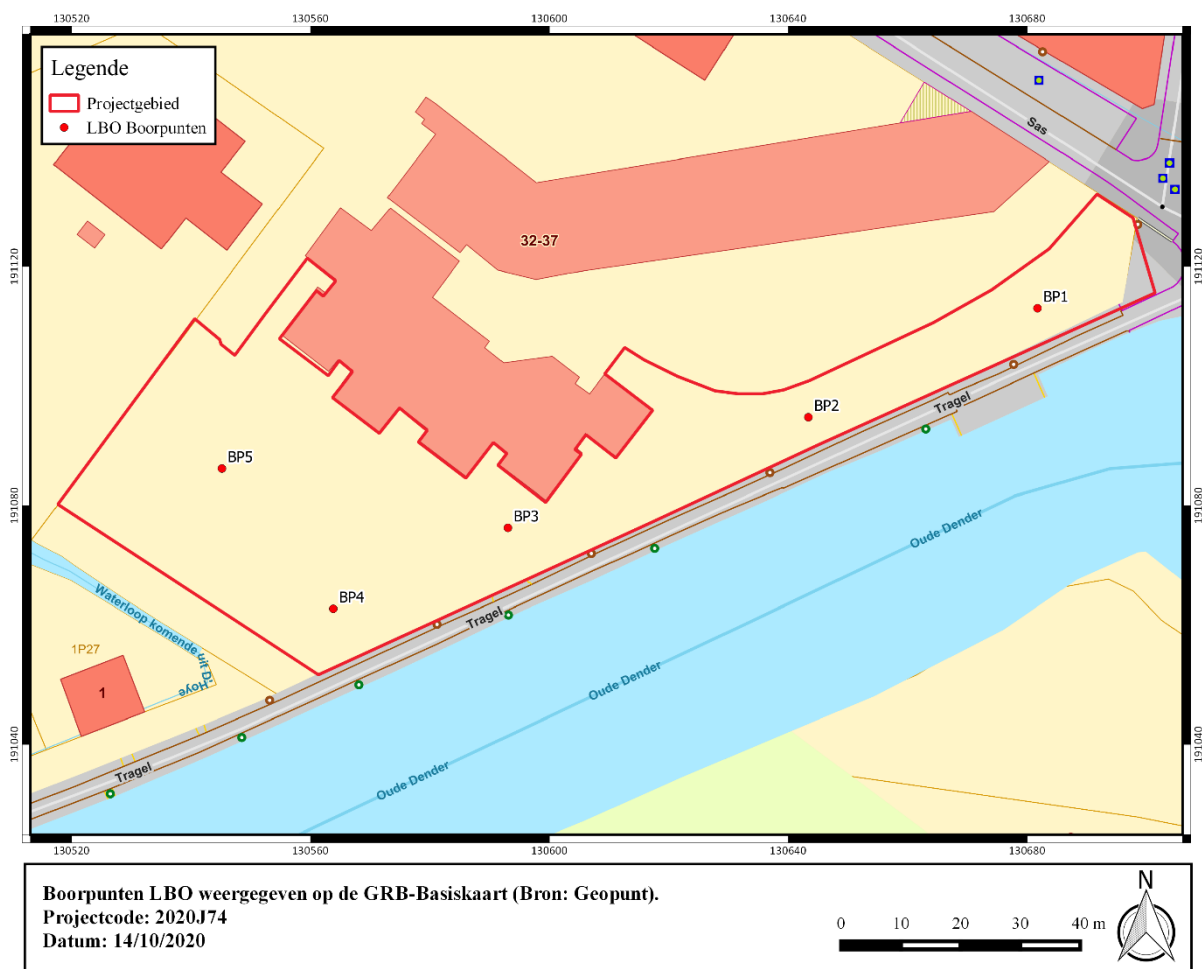 130520 130560 130600 130640 130680
Legende
Projectgebied
LBO Boorpunten
Sas
32-37
191120 191120
BP1
Tragel
BP2
BP5
191080 191080
BP3
Oude Dender
BP4
Tragel
Waterloop komende uit D'
Hoye
1P27
Oude Dender
1
191040 191040
Tragel
Oude Dender
130520 130560 130600 130640 130680
Boorpunten LBO weergegeven op de GRB-Basiskaart (Bron: Geopunt).
Projectcode: 2020J74
Datum: 14/10/2020
0 10 20 30 40 m
N